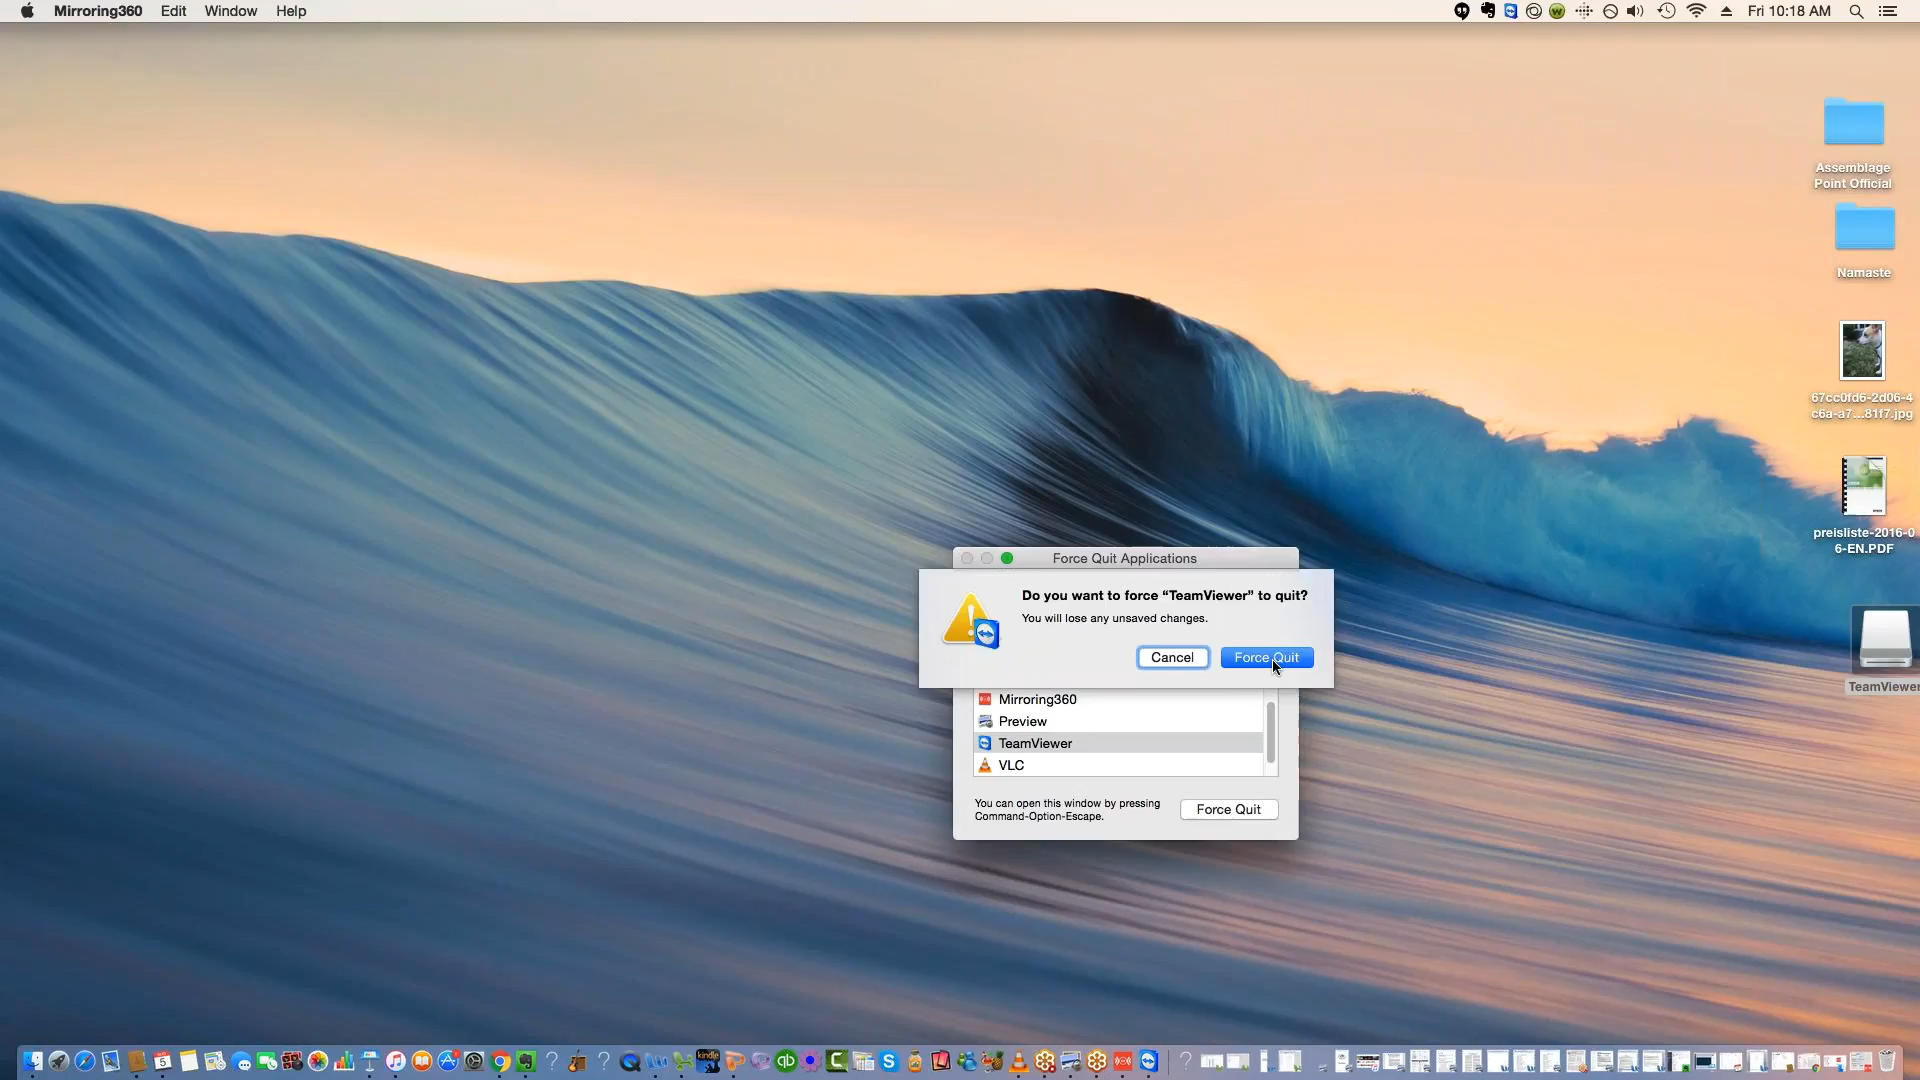 Mirroring360 Edit Window Help
Fri 10:18 AM
Assemblage
Point Official
Namaste
67cc0fd6-2d06-4
c6a-a7...81f7.jpg
preisliste-2016-0
6-EN.PDF
TeamViewer
Force Quit Applications
Do you want to force “TeamViewer” to quit?
You will lose any unsaved changes.
Cancel Force Quit
Mirroring360
Preview
TeamViewer
VLC
You can open this window by pressing
Command-Option-Escape.
Force Quit